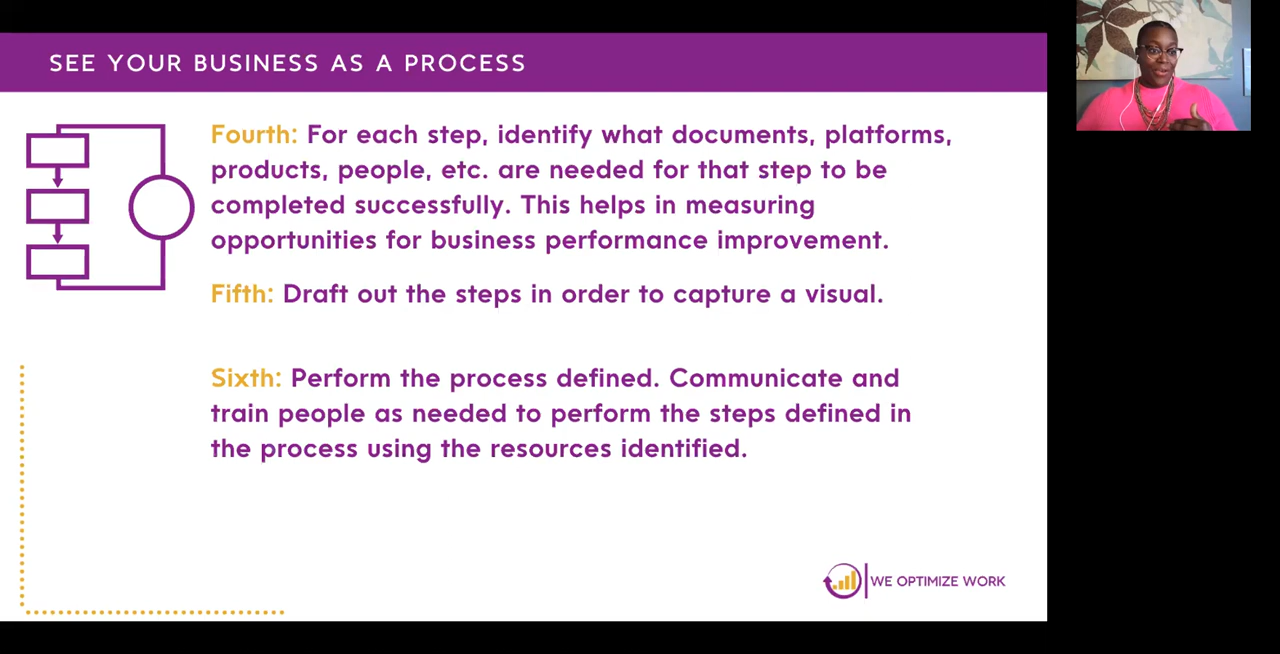 SEE YOUR BUSINESS AS A PROCESS
Fourth: For each step, identify what documents, platforms,
products, people, etc. are needed for that step to be
completed successfully. This helps in measuring
opportunities for business performance improvement.
Fifth: Draft out the steps in order to capture a visual.
Sixth: Perform the process defined. Communicate and
train people as needed to perform the steps defined in
the process using the resources identified.
WE OPTIMIZE WORK